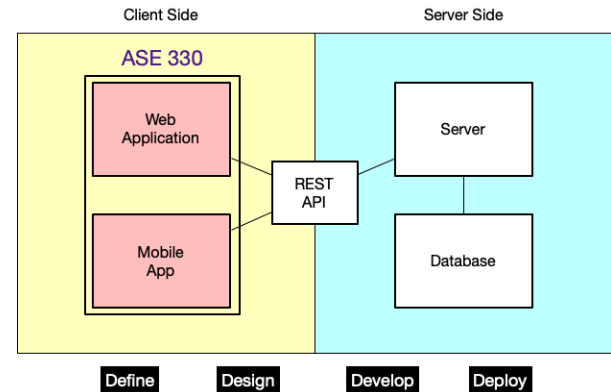 Client Side
Server Side
ASE 330
Web
Application
Server
REST
API
Mobile
App
Database
Define
Design
Develop
Deploy